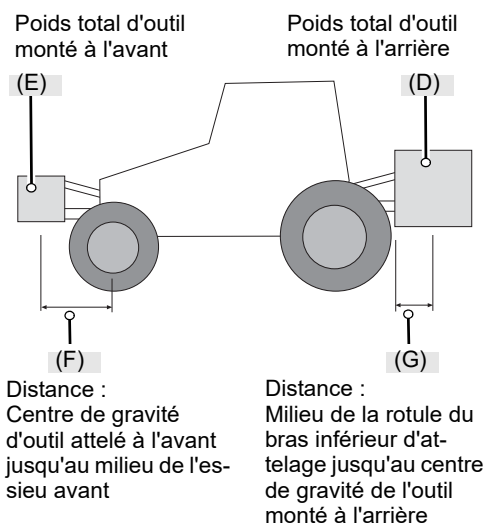 Poids total d'outil
monté à l'avant
(E)
Poids total d'outil
monté à l'arrière
(D)
(F)
Distance :
Centre de gravité
d'outil attelé à l'avant
jusqu'au milieu de l'es-
sieu avant
(G)
Distance :
Milieu de la rotule du
bras inférieur d'at-
telage jusqu'au centre
de gravité de l'outil
monté à l'arrière